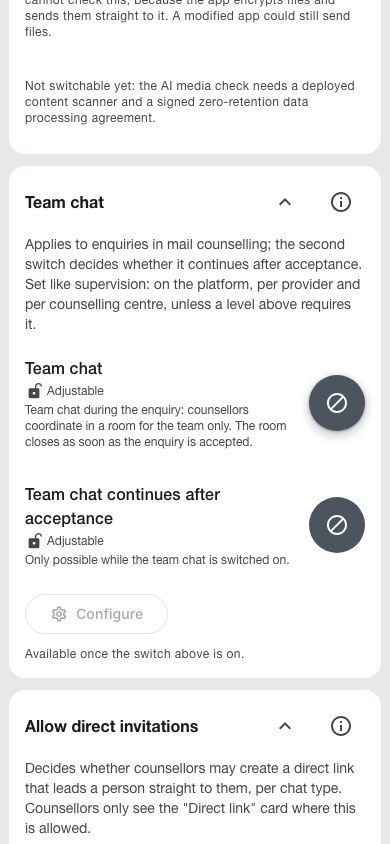 cannot check this, because the app encrypts files and
sends them straight to it. A modified app could still send
files.
Not switchable yet: the AI media check needs a deployed
content scanner and a signed zero-retention data
processing agreement.
Team chat
Applies to enquiries in mail counselling; the second
switch decides whether it continues after acceptance.
Set like supervision: on the platform, per provider and
per counselling centre, unless a level above requires
it.
Team chat
Adjustable
Team chat during the enquiry: counsellors
coordinate in a room for the team only. The room
closes as soon as the enquiry is accepted.
Team chat continues after
acceptance
Adjustable
Only possible while the team chat is switched on.
Configure
Available once the switch above is on.
Allow direct invitations
Decides whether counsellors may create a direct link
that leads a person straight to them, per chat type.
Counsellors only see the "Direct link" card where this
is allowed.